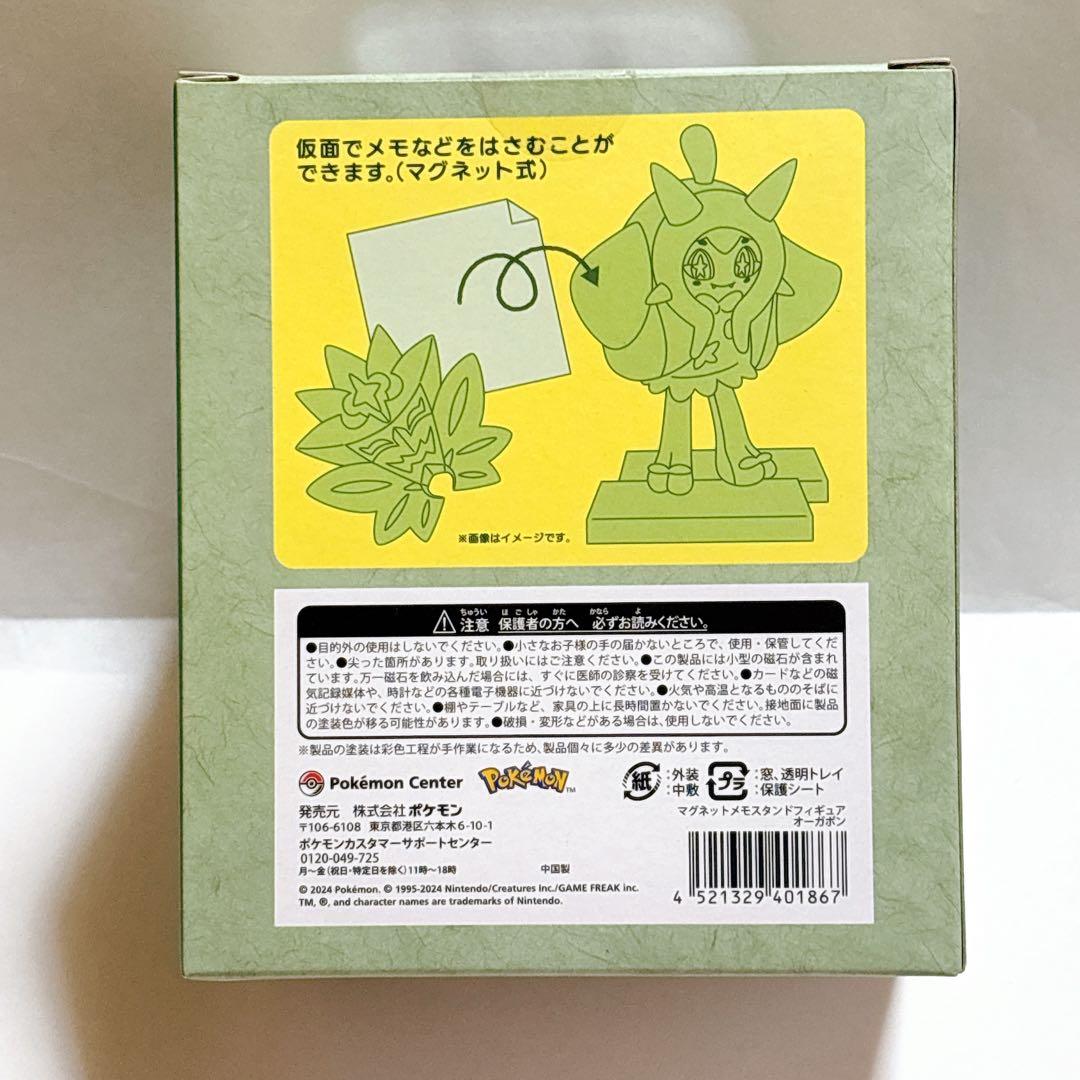 仮面でメモなどをはさむことが
できます。(マグネット式)
※画像はイメージです。
ちゅうい ほごしゃ かた かなら よ
注意 保護者の方へ 必ずお読みください。
●目的外の使用はしないでください。●小さなお子様の手の届かないところで、使用・保管してくだ
さい。●尖った箇所があります。取り扱いにはご注意ください。●この製品には小型の磁石が含まれ
ています。万一磁石を飲み込んだ場合には、すぐに医師の診察を受けてください。●カードなどの磁
気記録媒体や、時計などの各種電子機器に近づけないでください。●火気や高温となるもののそばに
近づけないでください。●棚やテーブルなど、家具の上に長時間置かないでください。接地面に製品
の塗装色が移る可能性があります。●破損・変形などがある場合は、使用しないでください。
※製品の塗装は彩色工程が手作業になるため、製品個々に多少の差異があります。
Pokémon Center POKéMON™
紙 :外装 :中敷
プラ :窓、透明トレイ :保護シート
発売元 株式会社ポケモン
〒106-6108 東京都港区六本木6-10-1
ポケモンカスタマーサポートセンター
0120-049-725
月~金(祝日・特定日を除く)11時~18時
中国製
© 2024 Pokémon. © 1995-2024 Nintendo/Creatures Inc./GAME FREAK inc.
TM, ®, and character names are trademarks of Nintendo.
マグネットメモスタンドフィギュア
オーガポン
4 521329 401867